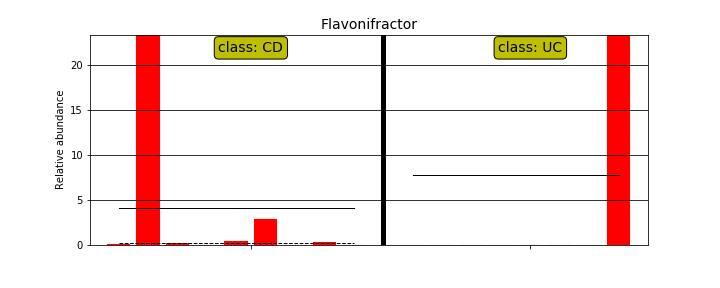 Flavonifractor
class: CD
class: UC
Relative abundance
20
15
10
5
0